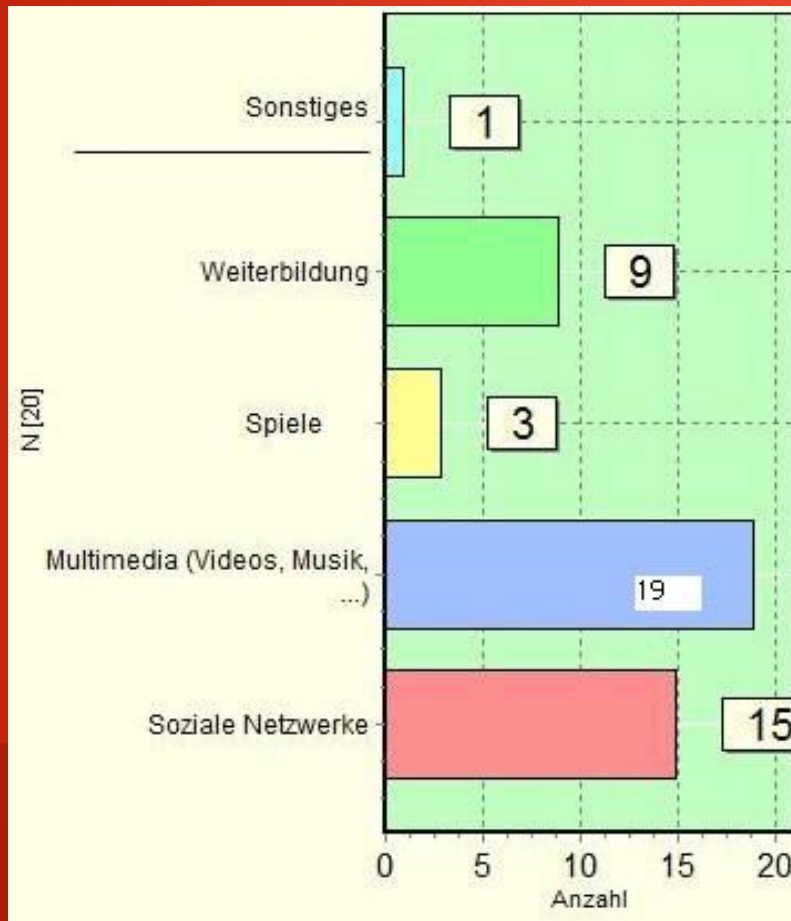 Sonstiges
1
Weiterbildung
9
N [20]
Spiele
3
Multimedia (Videos, Musik,
...)
19
Soziale Netzwerke
15
0 5 10 15 20
Anzahl